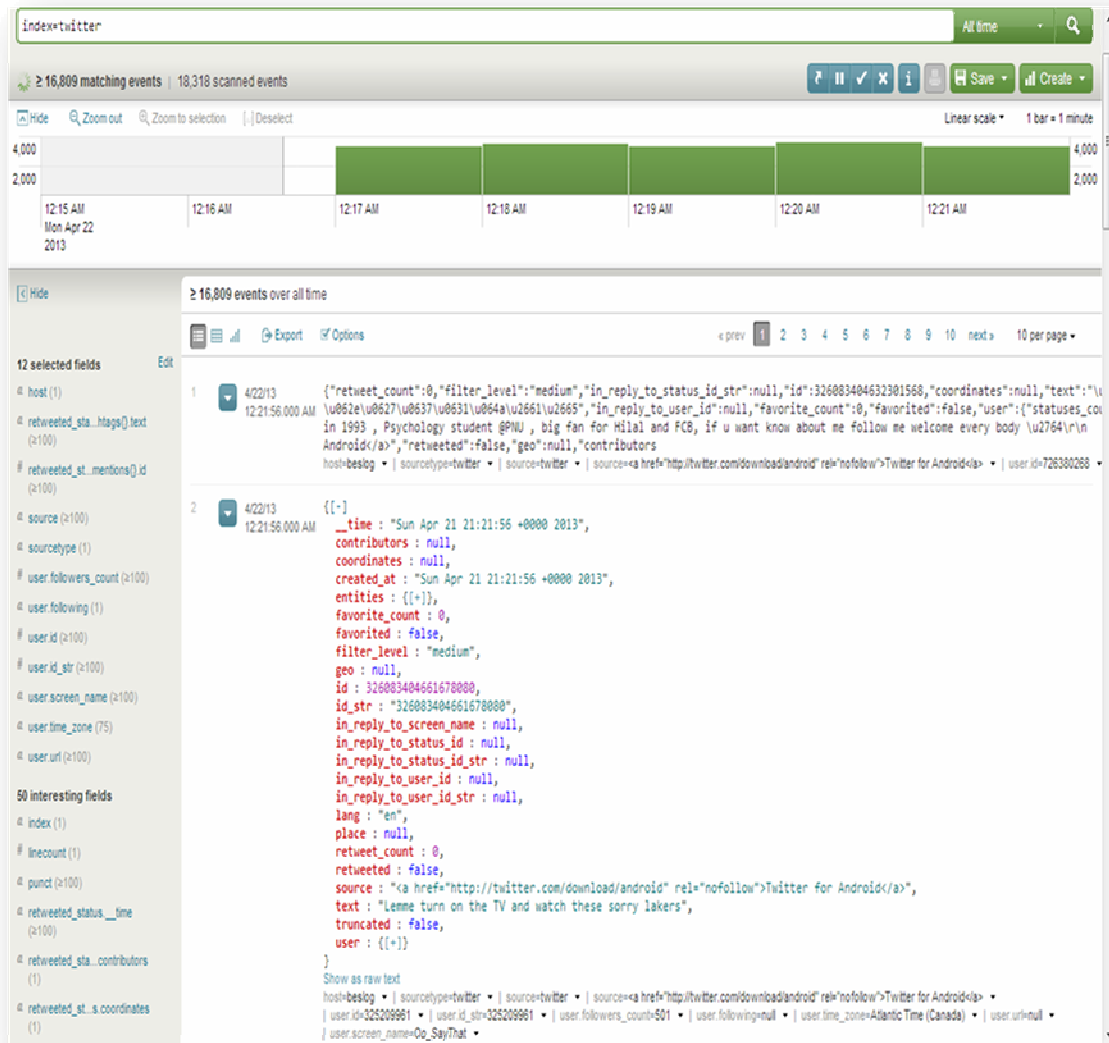 index=twitter
All time
≥ 16,809 matching events | 18,318 scanned events
Save
Create
Hide Zoom out Zoom to selection Deselect
Linear scale 1 bar = 1 minute
4,000 4,000
2,000 2,000
12:15 AM 12:16 AM 12:17 AM 12:18 AM 12:19 AM 12:20 AM 12:21 AM
Mon Apr 22
2013
Hide
≥ 16,809 events over all time
Export Options
« prev 1 2 3 4 5 6 7 8 9 10 next » 10 per page
12 selected fields Edit
a host (1)
a retweeted_sta...htags{}.text
(≥100)
# retweeted_st...mentions{}.id
(≥100)
a source (≥100)
a sourcetype (1)
# user.followers_count (≥100)
a user.following (1)
# user.id (≥100)
# user.id_str (≥100)
a user.screen_name (≥100)
a user.time_zone (75)
a user.url (≥100)
50 interesting fields
a index (1)
# linecount (1)
a punct (≥100)
a retweeted_status.__time
(≥100)
a retweeted_sta...contributors
(1)
a retweeted_st...s.coordinates
(1)
1 4/22/13
12:21:56.000 AM
{"retweet_count":0,"filter_level":"medium","in_reply_to_status_id_str":null,"id":326083404632301568,"coordinates":null,"text":"\u
\u062e\u0627\u0637\u0631\u064a\u2661\u2665","in_reply_to_user_id":null,"favorite_count":0,"favorited":false,"user":{"statuses_cou
in 1993 , Psychology student @PNU , big fan for Hilal and FCB, if u want know about me follow me welcome every body \u2764\r\n
Android</a>","retweeted":false,"geo":null,"contributors
host=beslog | sourcetype=twitter | source=twitter | source=<a href="http://twitter.com/download/android" rel="nofollow">Twitter for Android</a> | user.id=726380268
2 4/22/13
12:21:56.000 AM
{[-]
__time : "Sun Apr 21 21:21:56 +0000 2013",
contributors : null,
coordinates : null,
created_at : "Sun Apr 21 21:21:56 +0000 2013",
entities : {[+]},
favorite_count : 0,
favorited : false,
filter_level : "medium",
geo : null,
id : 326083404661678080,
id_str : "326083404661678080",
in_reply_to_screen_name : null,
in_reply_to_status_id : null,
in_reply_to_status_id_str : null,
in_reply_to_user_id : null,
in_reply_to_user_id_str : null,
lang : "en",
place : null,
retweet_count : 0,
retweeted : false,
source : "<a href="http://twitter.com/download/android" rel="nofollow">Twitter for Android</a>",
text : "Lemme turn on the TV and watch these sorry lakers",
truncated : false,
user : {[+]}
}
Show as raw text
host=beslog | sourcetype=twitter | source=twitter | source=<a href="http://twitter.com/download/android" rel="nofollow">Twitter for Android</a>
| user.id=325209961 | user.id_str=325209961 | user.followers_count=501 | user.following=null | user.time_zone=Atlantic Time (Canada) | user.url=null
| user.screen_name=Oo_SayThat